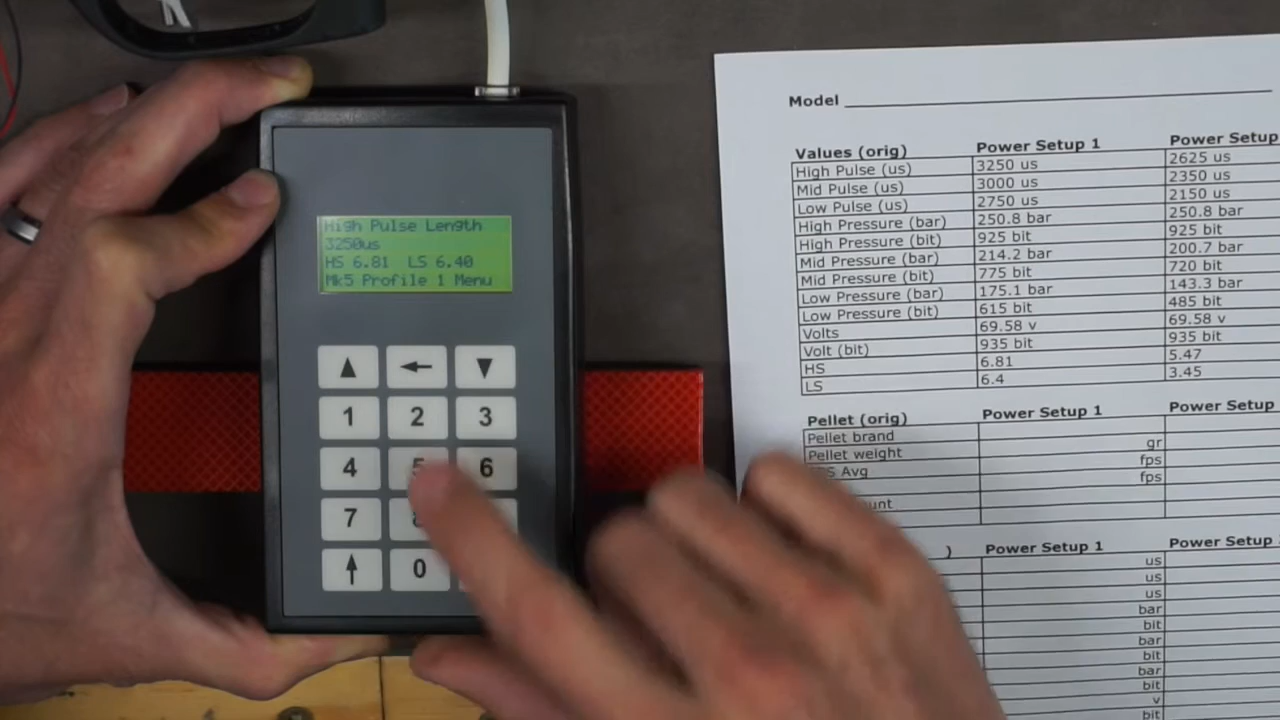 High Pulse Length
3250us
HS 6.81 LS 6.40
Mk5 Profile 1 Menu
1 2 3
4 5 6
7 8
0
Model
Values (orig) Power Setup 1 Power Setup
High Pulse (us) 3250 us 2625 us
Mid Pulse (us) 3000 us 2350 us
Low Pulse (us) 2750 us 2150 us
High Pressure (bar) 250.8 bar 250.8 bar
High Pressure (bit) 925 bit 925 bit
Mid Pressure (bar) 214.2 bar 200.7 bar
Mid Pressure (bit) 775 bit 720 bit
Low Pressure (bar) 175.1 bar 143.3 bar
Low Pressure (bit) 615 bit 485 bit
Volts 69.58 v 69.58 v
Volt (bit) 935 bit 935 bit
HS 6.81 5.47
LS 6.4 3.45
Pellet (orig) Power Setup 1 Power Setup
Pellet brand
Pellet weight gr
Avg fps
fps
) Power Setup 1 Power Setup
us
us
us
bar
bit
bar
bit
bar
bit
v
bit